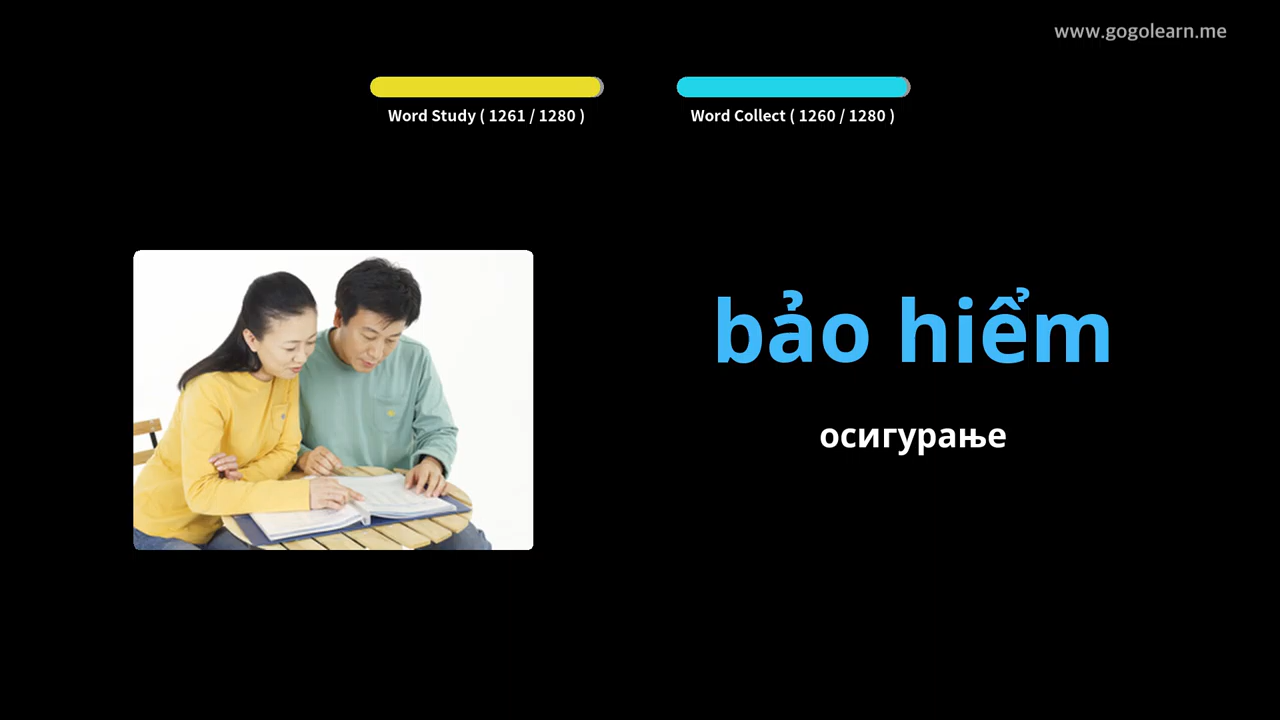 www.gogolearn.me
Word Study ( 1261 / 1280 )
Word Collect ( 1260 / 1280 )
bảo hiểm
осигурање